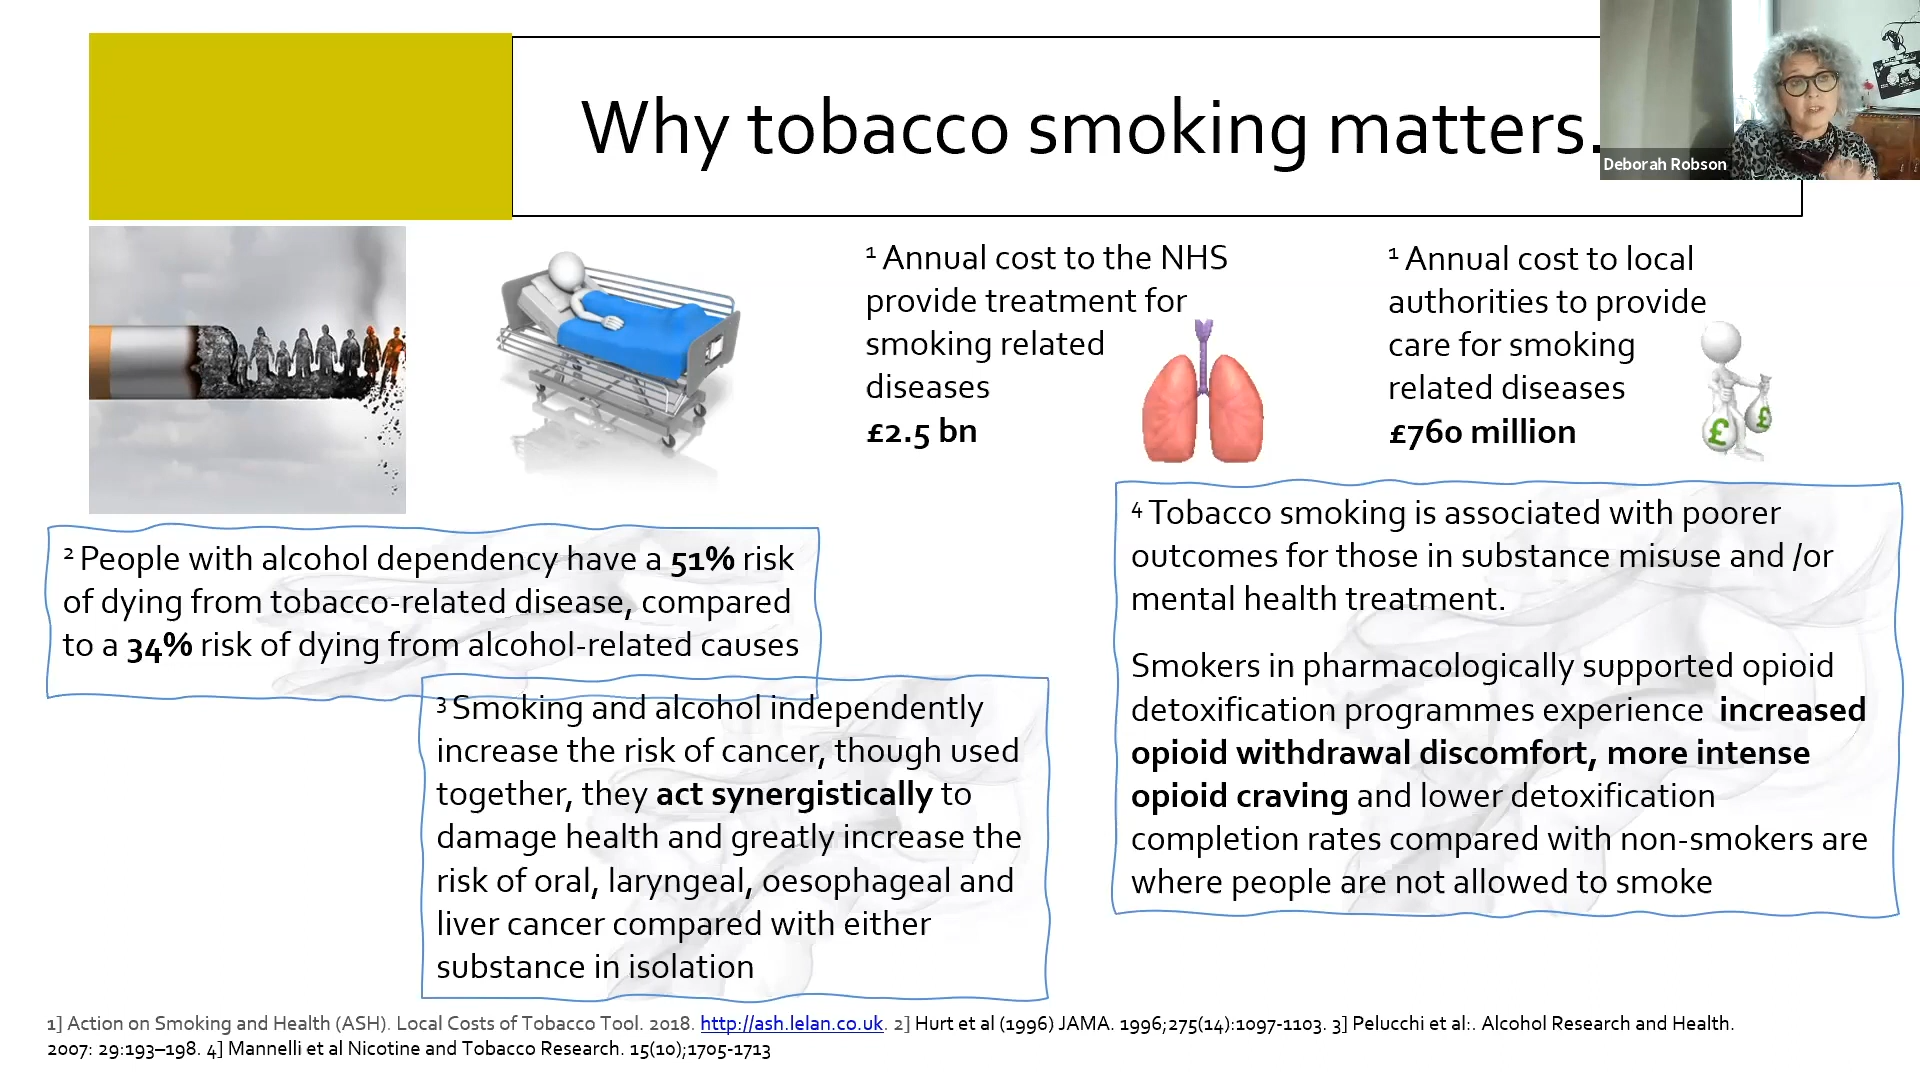 Why tobacco smoking matters.
Deborah Robson
¹ Annual cost to the NHS
provide treatment for
smoking related
diseases
£2.5 bn
¹ Annual cost to local
authorities to provide
care for smoking
related diseases
£760 million
£
£
² People with alcohol dependency have a 51% risk
of dying from tobacco-related disease, compared
to a 34% risk of dying from alcohol-related causes
³ Smoking and alcohol independently
increase the risk of cancer, though used
together, they act synergistically to
damage health and greatly increase the
risk of oral, laryngeal, oesophageal and
liver cancer compared with either
substance in isolation
⁴ Tobacco smoking is associated with poorer
outcomes for those in substance misuse and /or
mental health treatment.
Smokers in pharmacologically supported opioid
detoxification programmes experience increased
opioid withdrawal discomfort, more intense
opioid craving and lower detoxification
completion rates compared with non-smokers are
where people are not allowed to smoke
1] Action on Smoking and Health (ASH). Local Costs of Tobacco Tool. 2018. http://ash.lelan.co.uk. 2] Hurt et al (1996) JAMA. 1996;275(14):1097-1103. 3] Pelucchi et al:. Alcohol Research and Health.
2007: 29:193–198. 4] Mannelli et al Nicotine and Tobacco Research. 15(10);1705-1713